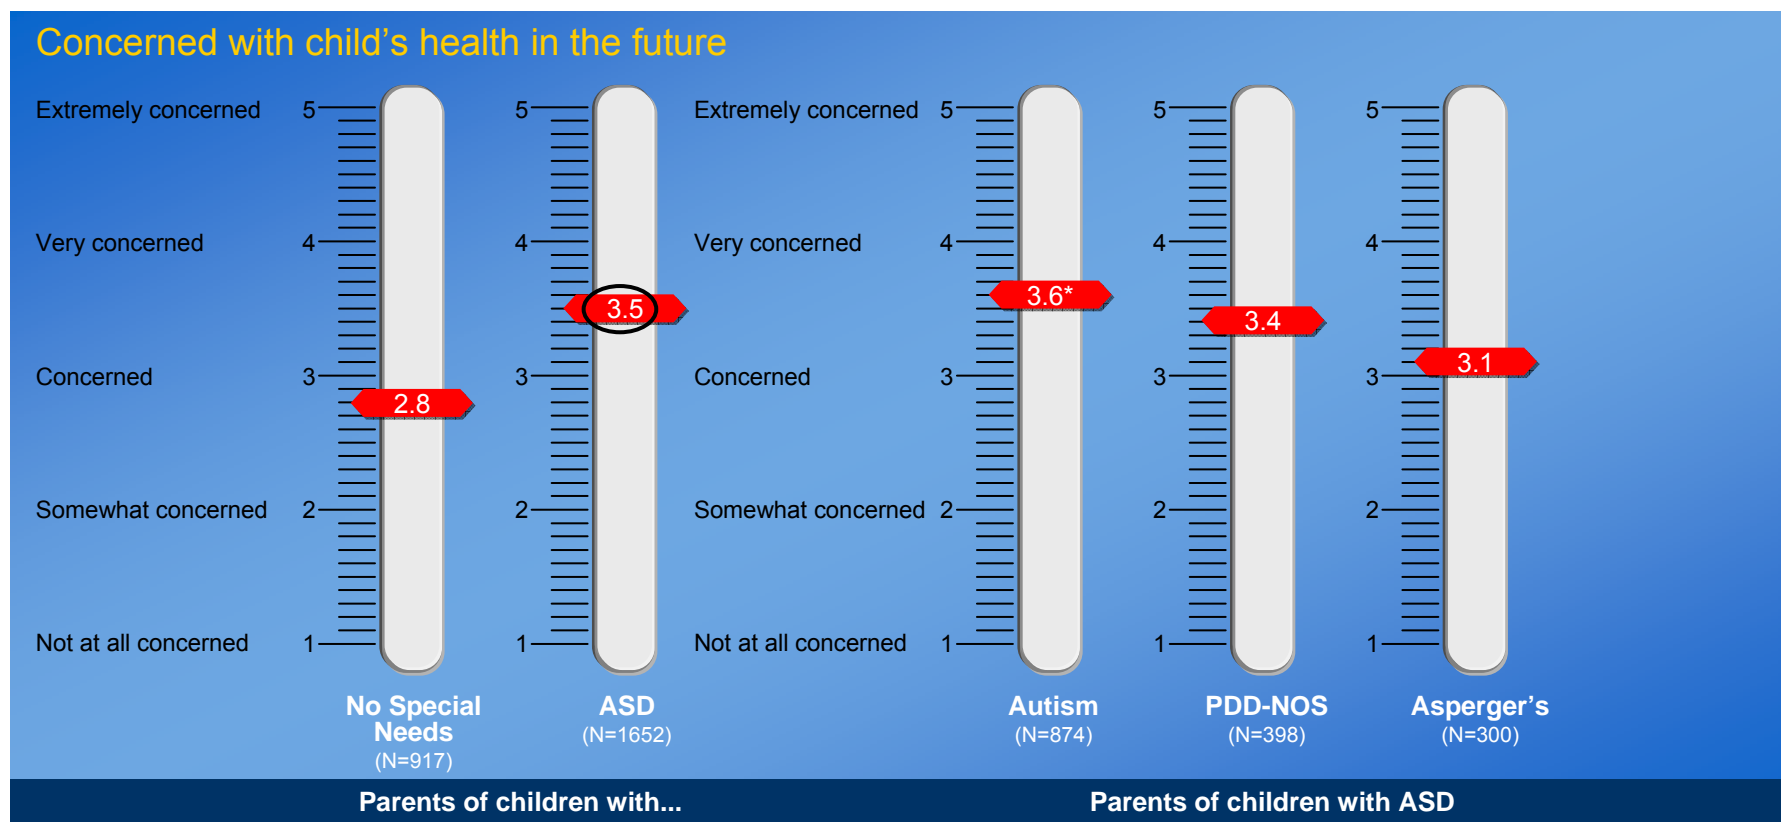 Concerned with child's health in the future
Extremely concerned 5 5 Extremely concerned 5 5 5
Very concerned 4 4 Very concerned 4 4 4
3.6*
3.5
3.4
3.1
Concerned 3 3 Concerned 3 3 3
2.8
Somewhat concerned 2 2 Somewhat concerned 2 2 2
Not at all concerned 1 1 Not at all concerned 1 1 1
No Special
Needs
(N=917)
ASD
(N=1652)
Autism
(N=874)
PDD-NOS
(N=398)
Asperger's
(N=300)
Parents of children with...
Parents of children with ASD